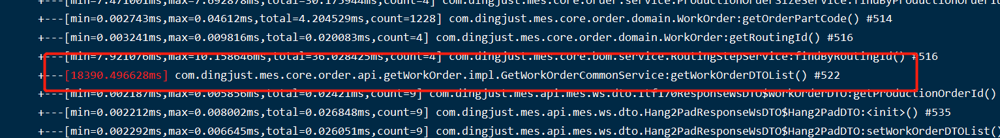 +---[min=7.471001ms,max=7.692878ms,total=30.173944ms,count=4] com.dingjust.mes.core.order.service.ProductionOrderSizeService:findByProductionOrderId
+---[min=0.002743ms,max=0.04612ms,total=4.204529ms,count=1228] com.dingjust.mes.core.order.domain.WorkOrder:getOrderPartCode() #514
+---[min=0.003241ms,max=0.009816ms,total=0.020083ms,count=4] com.dingjust.mes.core.order.domain.WorkOrder:getRoutingId() #516
+---[min=7.921076ms,max=10.158646ms,total=36.028425ms,count=4] com.dingjust.mes.core.bom.service.RoutingStepService:findByRoutingId() #516
+---[18390.496628ms] com.dingjust.mes.core.order.api.getWorkOrder.impl.GetWorkOrderCommonService:getWorkOrderDTOList() #522
+---[min=0.002187ms,max=0.005856ms,total=0.02421ms,count=9] com.dingjust.mes.api.mes.ws.dto.Itf170ResponseWsDTO$WorkOrderDTO:getProductionOrderId()
+---[min=0.002212ms,max=0.008002ms,total=0.026848ms,count=9] com.dingjust.mes.api.mes.ws.dto.Hang2PadResponseWsDTO$Hang2PadDTO:<init>() #535
+---[min=0.002292ms,max=0.006645ms,total=0.026051ms,count=9] com.dingjust.mes.api.mes.ws.dto.Hang2PadResponseWsDTO$Hang2PadDTO:setWorkOrderDTOList()